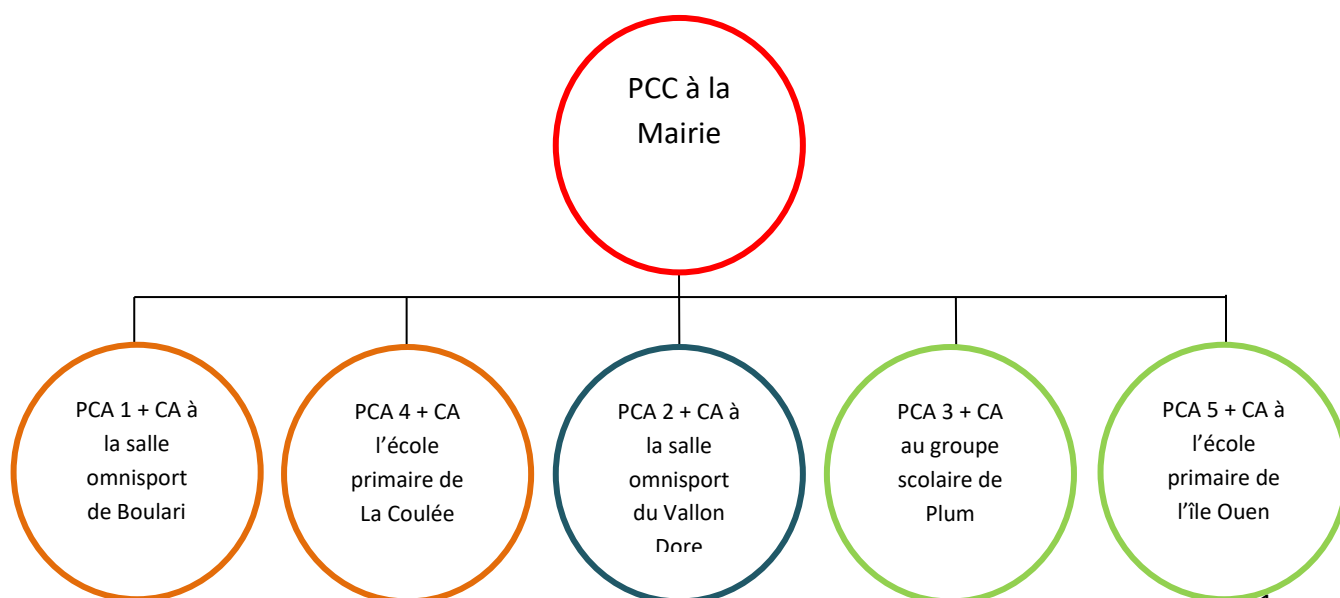 PCC à la
Mairie
PCA 1 + CA à
la salle
omnisport
de Boulari
PCA 4 + CA
l’école
primaire de
La Coulée
PCA 2 + CA à
la salle
omnisport
du Vallon
Dore
PCA 3 + CA
au groupe
scolaire de
Plum
PCA 5 + CA à
l’école
primaire de
l’île Ouen